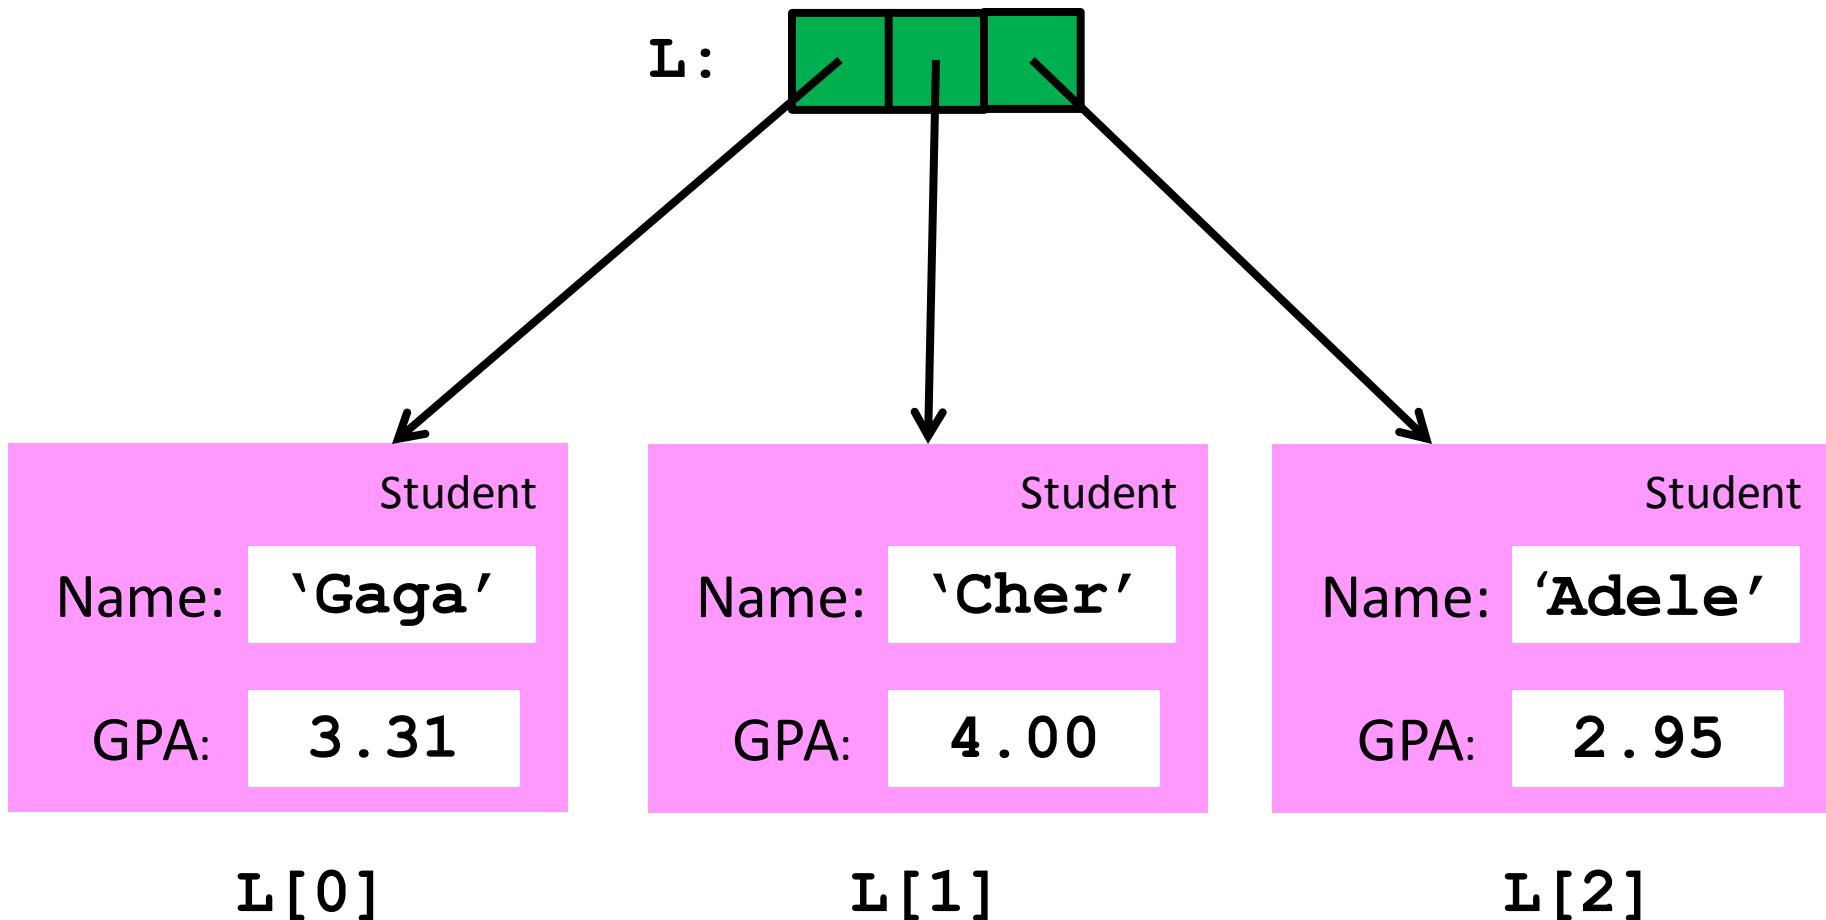 L:
Student
Name: ‘Gaga’
GPA: 3.31
L[0]
Student
Name: ‘Cher’
GPA: 4.00
L[1]
Student
Name: ‘Adele’
GPA: 2.95
L[2]